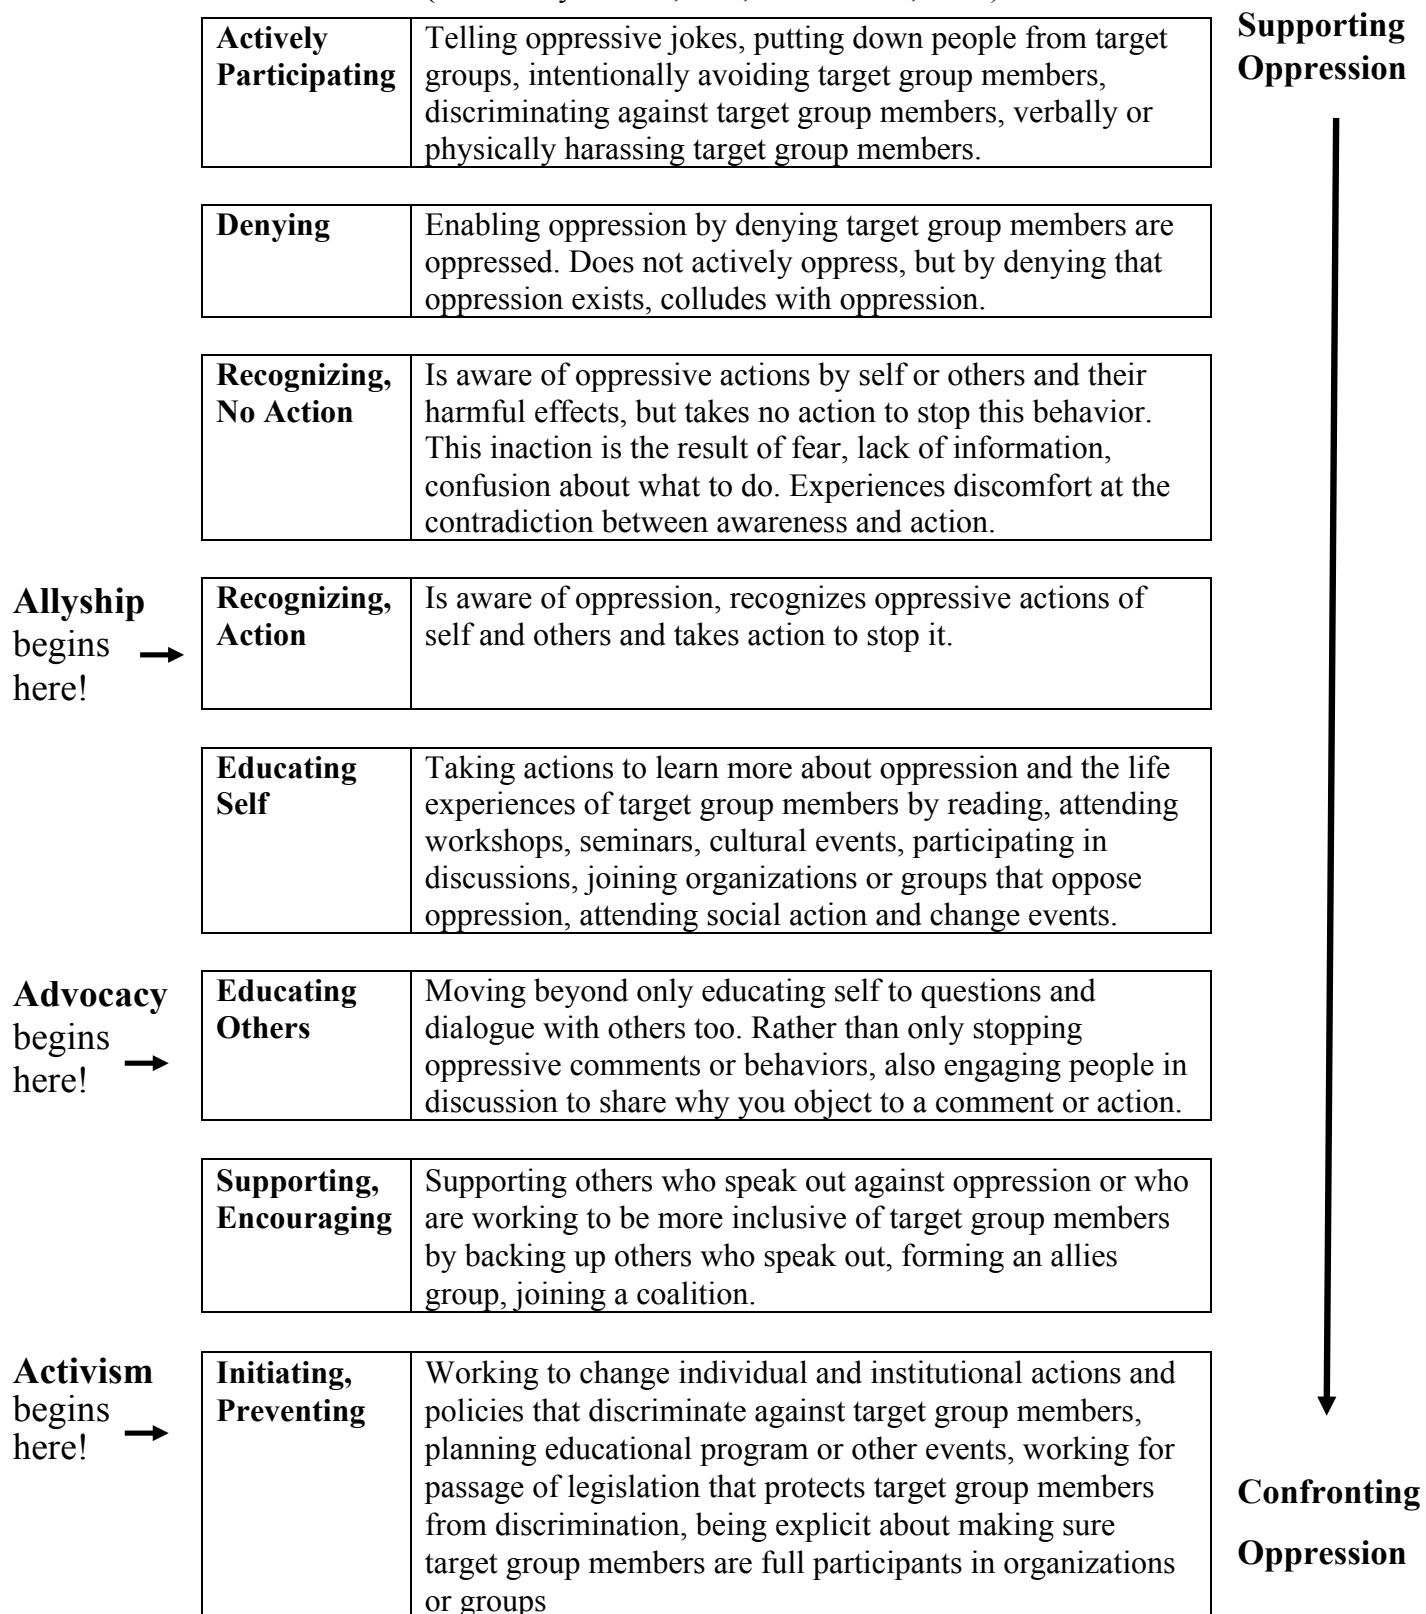 Supporting
Oppression
Actively
Participating
Telling oppressive jokes, putting down people from target
groups, intentionally avoiding target group members,
discriminating against target group members, verbally or
physically harassing target group members.
Denying
Enabling oppression by denying target group members are
oppressed. Does not actively oppress, but by denying that
oppression exists, colludes with oppression.
Recognizing,
No Action
Is aware of oppressive actions by self or others and their
harmful effects, but takes no action to stop this behavior.
This inaction is the result of fear, lack of information,
confusion about what to do. Experiences discomfort at the
contradiction between awareness and action.
Allyship
begins
here!
Recognizing,
Action
Is aware of oppression, recognizes oppressive actions of
self and others and takes action to stop it.
Educating
Self
Taking actions to learn more about oppression and the life
experiences of target group members by reading, attending
workshops, seminars, cultural events, participating in
discussions, joining organizations or groups that oppose
oppression, attending social action and change events.
Advocacy
begins
here!
Educating
Others
Moving beyond only educating self to questions and
dialogue with others too. Rather than only stopping
oppressive comments or behaviors, also engaging people in
discussion to share why you object to a comment or action.
Supporting,
Encouraging
Supporting others who speak out against oppression or who
are working to be more inclusive of target group members
by backing up others who speak out, forming an allies
group, joining a coalition.
Activism
begins
here!
Initiating,
Preventing
Working to change individual and institutional actions and
policies that discriminate against target group members,
planning educational program or other events, working for
passage of legislation that protects target group members
from discrimination, being explicit about making sure
target group members are full participants in organizations
or groups
Confronting
Oppression